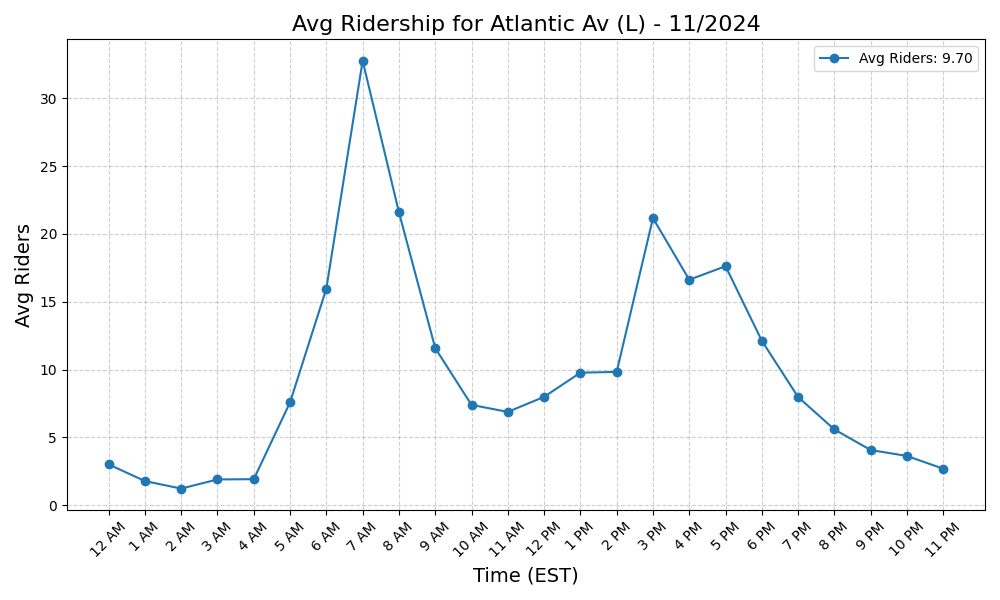 Avg Ridership for Atlantic Av (L) - 11/2024
Avg Riders: 9.70
Avg Riders
30
25
20
15
10
5
0
12 AM
1 AM
2 AM
3 AM
4 AM
5 AM
6 AM
7 AM
8 AM
9 AM
10 AM
11 AM
12 PM
1 PM
2 PM
3 PM
4 PM
5 PM
6 PM
7 PM
8 PM
9 PM
10 PM
11 PM
Time (EST)